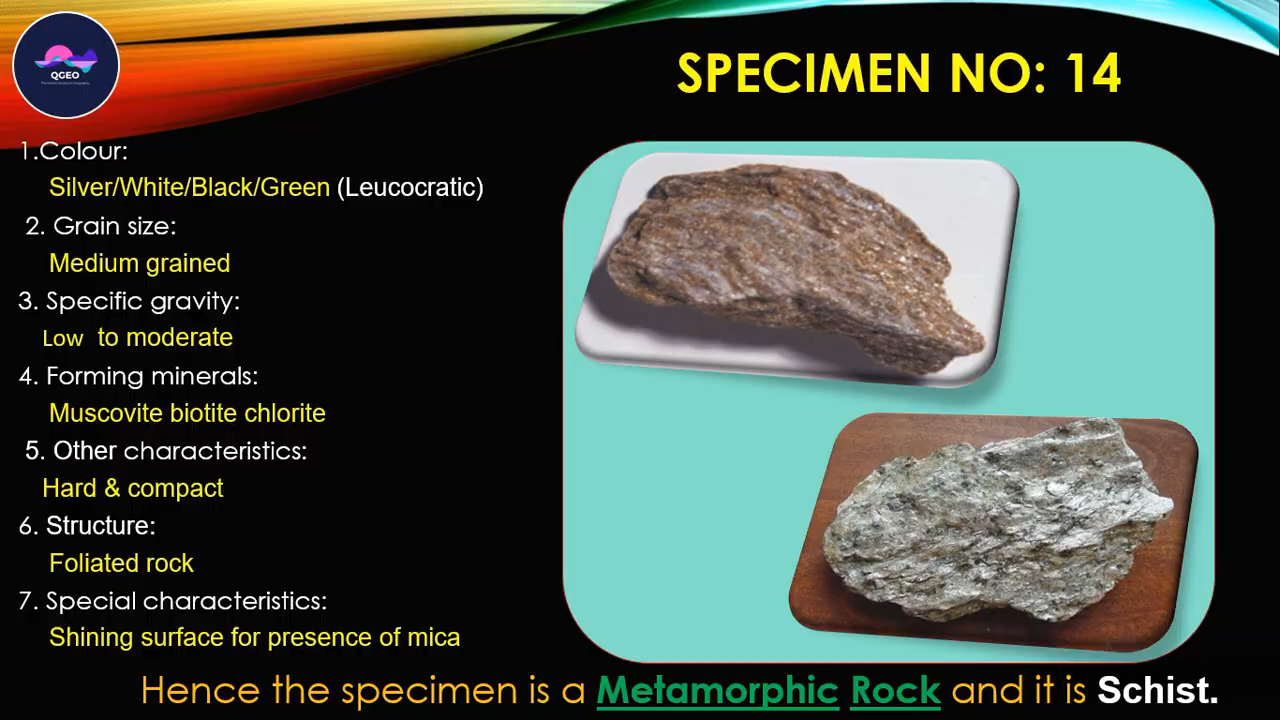 QGEO
SPECIMEN NO: 14
1.Colour:
Silver/White/Black/Green (Leucocratic)
2. Grain size:
Medium grained
3. Specific gravity:
Low to moderate
4. Forming minerals:
Muscovite biotite chlorite
5. Other characteristics:
Hard & compact
6. Structure:
Foliated rock
7. Special characteristics:
Shining surface for presence of mica
Hence the specimen is a Metamorphic Rock and it is Schist.